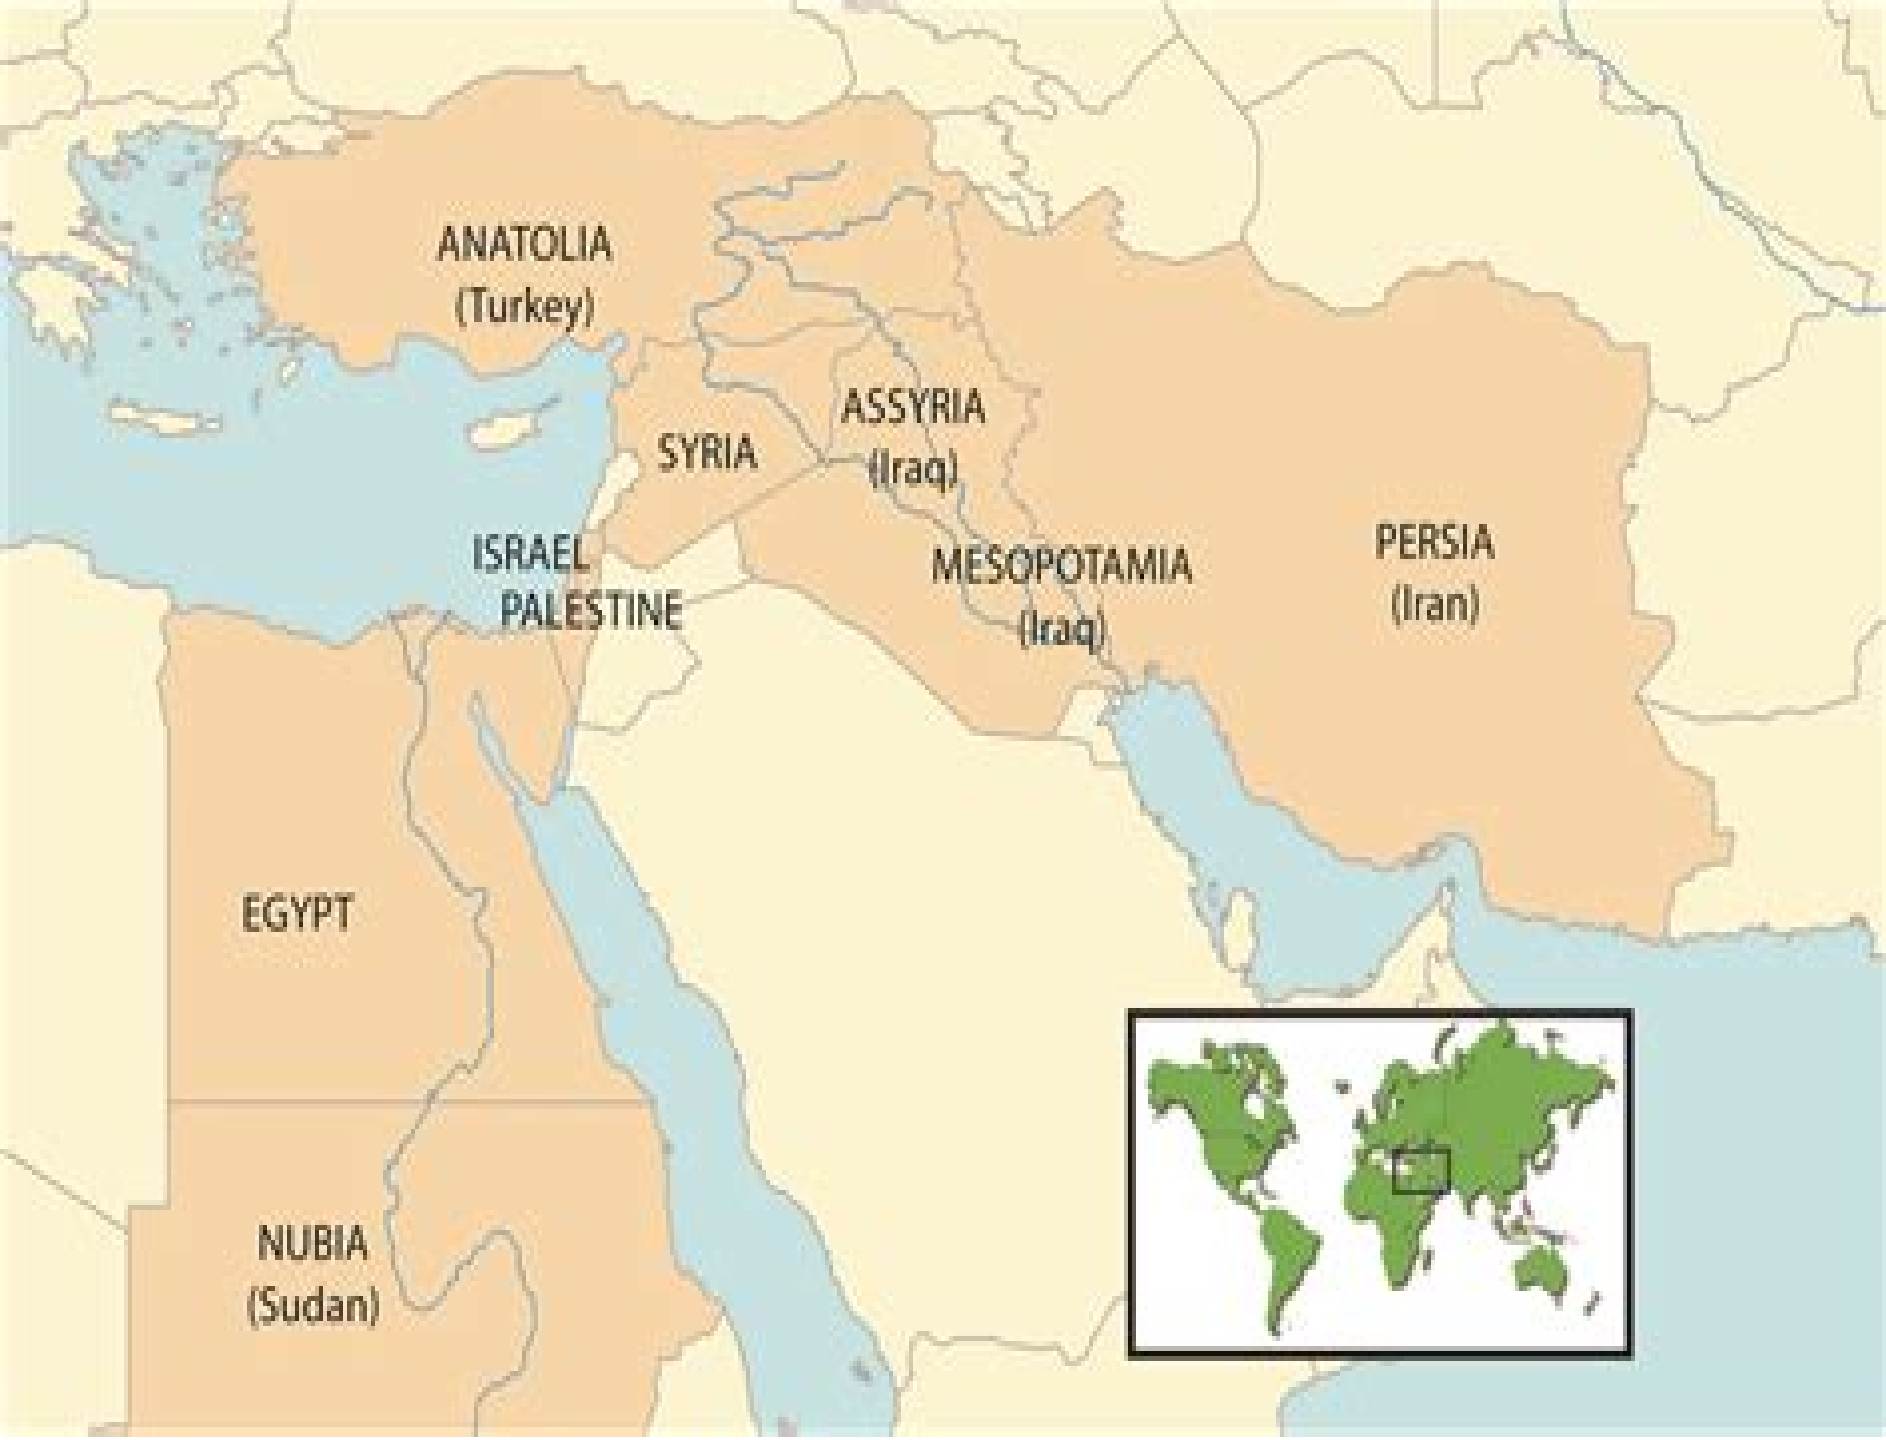 ANATOLIA
(Turkey)
ASSYRIA
(Iraq)
SYRIA
ISRAEL
PALESTINE
MESOPOTAMIA
(Iraq)
PERSIA
(Iran)
EGYPT
NUBIA
(Sudan)